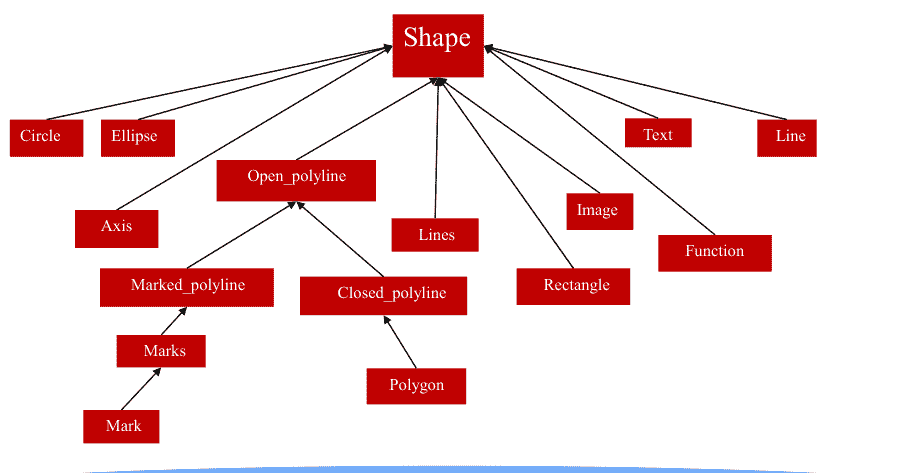 Shape
Circle
Ellipse
Text
Line
Open_polyline
Axis
Lines
Image
Function
Marked_polyline
Closed_polyline
Rectangle
Marks
Polygon
Mark